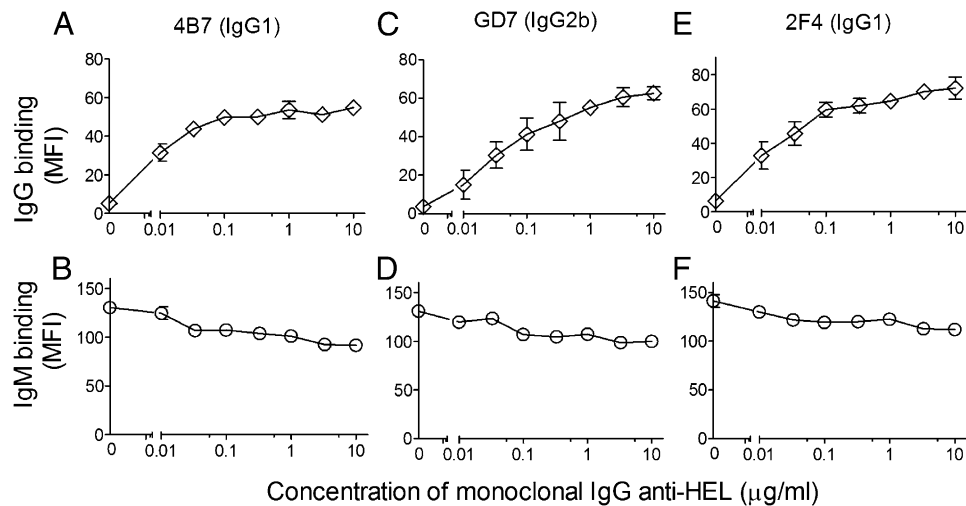 A
4B7 (IgG1)
C
GD7 (IgG2b)
E
2F4 (IgG1)
IgG binding
(MFI)
80
60
40
20
0
0 0.01 0.1 1 10
80
60
40
20
0
0 0.01 0.1 1 10
80
60
40
20
0
0 0.01 0.1 1 10
B
D
F
IgM binding
(MFI)
150
100
50
0
0 0.01 0.1 1 10
150
100
50
0
0 0.01 0.1 1 10
150
100
50
0
0 0.01 0.1 1 10
Concentration of monoclonal IgG anti-HEL (μg/ml)